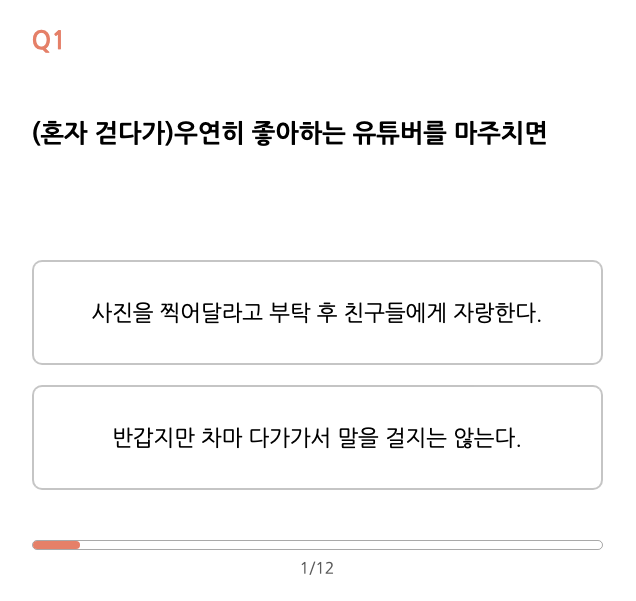 Q1
(혼자 걷다가)우연히 좋아하는 유튜버를 마주치면
사진을 찍어달라고 부탁 후 친구들에게 자랑한다.
반갑지만 차마 다가가서 말을 걸지는 않는다.
1/12